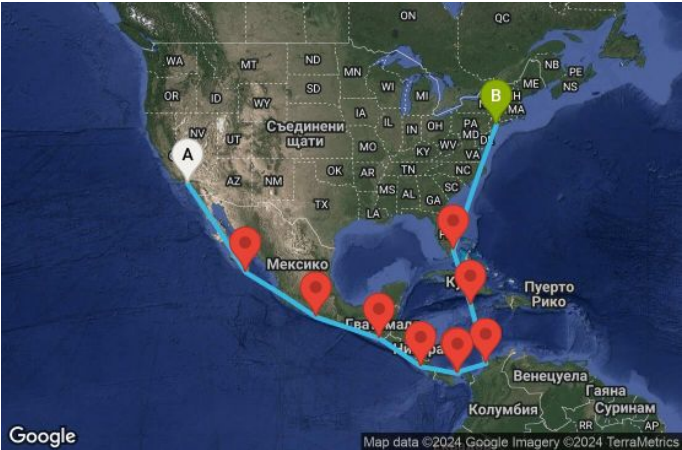 ON
QC
WA
MT
ND
MN
NB
PE
OR
ID
SD
WI
MI
ME
NS
WY
B
H
MA
IA
NV
UT
Съединени
щати
IL
IN
OH
PA
MD
A
MO
KY
WV
VA
AZ
NM
OK
AR
TN
NC
MS
AL
SC
TX
LA
GA
Мексико
Пуерто
Рико
Венецуела
Гаяна
Суринам
Колумбия
RR
AP
Google
Map data ©2024 Google Imagery ©2024 TerraMetrics